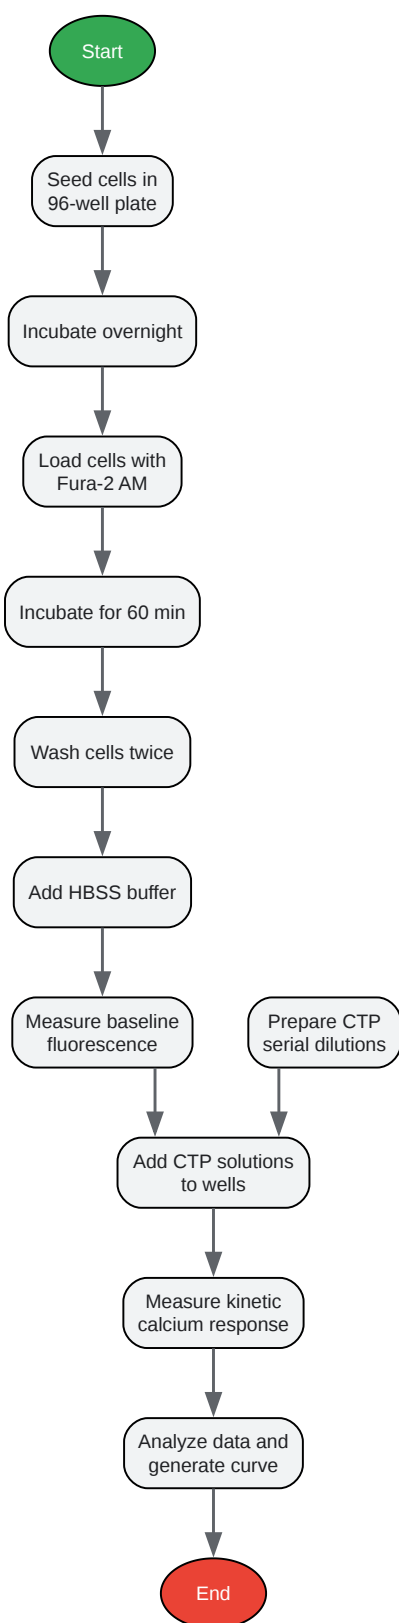 Start
Seed cells in
96-well plate
Incubate overnight
Load cells with
Fura-2 AM
Incubate for 60 min
Wash cells twice
Add HBSS buffer
Measure baseline
fluorescence
Prepare CTP
serial dilutions
Add CTP solutions
to wells
Measure kinetic
calcium response
Analyze data and
generate curve
End